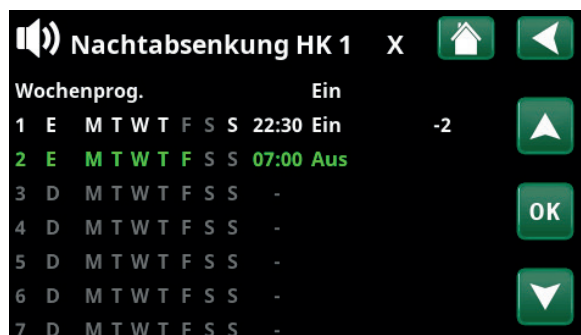 Nachtabsenkung HK 1 X
Wochenprog. Ein
1 E M T W T F S S 22:30 Ein -2
2 E M T W T F S S 07:00 Aus
3 D M T W T F S S -
4 D M T W T F S S -
OK
5 D M T W T F S S -
6 D M T W T F S S -
7 D M T W T F S S -